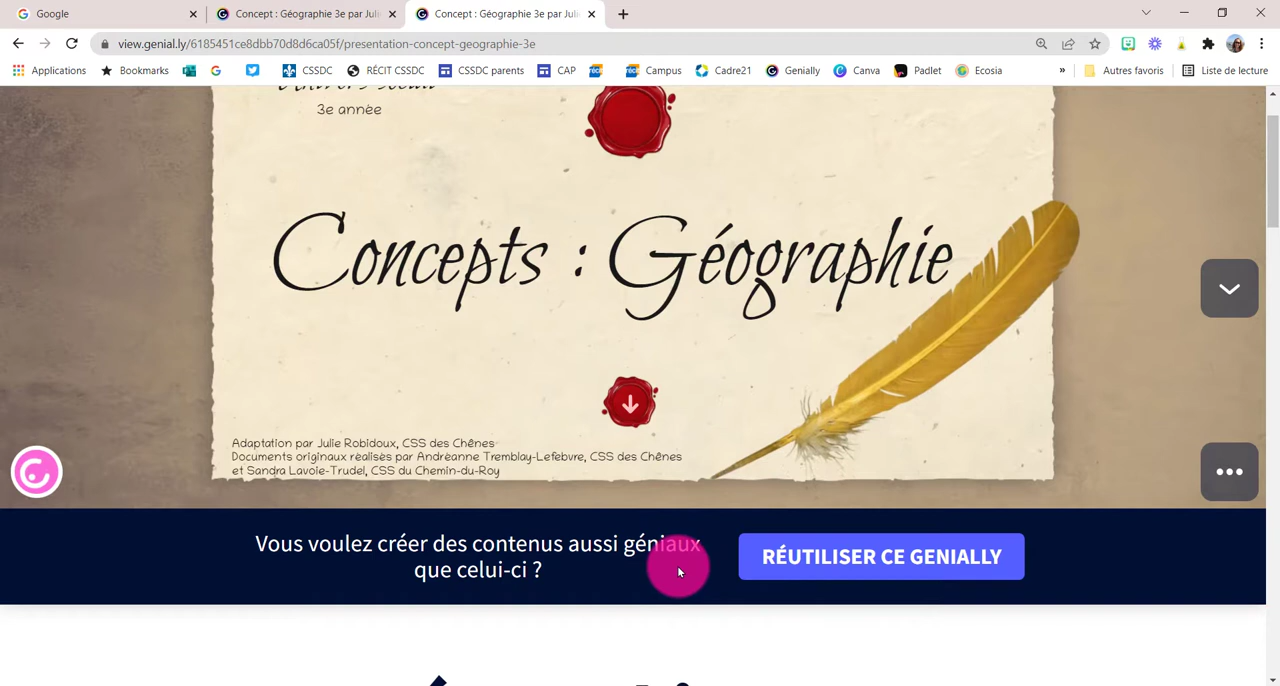 Google
Concept : Géographie 3e par Juli
Concept : Géographie 3e par Juli
view.genial.ly/6185451ce8dbb70d8d6ca05f/presentation-concept-geographie-3e
Applications
Bookmarks
CSSDC
RÉCIT CSSDC
CSSDC parents
CAP
Campus
Cadre21
Genially
Canva
Padlet
Ecosia
»
Autres favoris
Liste de lecture
3e année
Concepts : Géographie
Adaptation par Julie Robidoux, CSS des Chênes
Documents originaux réalisés par Andréanne Tremblay-Lefebvre, CSS des Chênes
et Sandra Lavoie-Trudel, CSS du Chemin-du-Roy
Vous voulez créer des contenus aussi géniaux
que celui-ci ?
RÉUTILISER CE GENIALLY